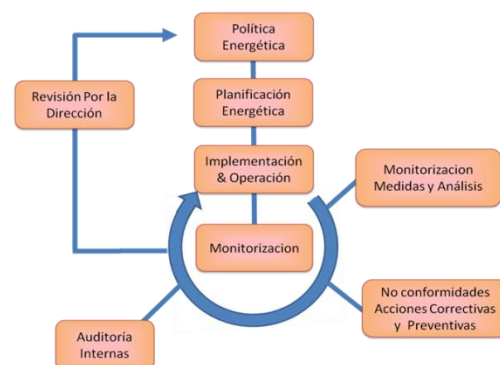 Política
Energética
Revisión Por la
Dirección
Planificación
Energética
Implementación
& Operación
Monitorizacion
Medidas y Análisis
Monitorizacion
No conformidades
Acciones Correctivas
y Preventivas
Auditoría
Internas